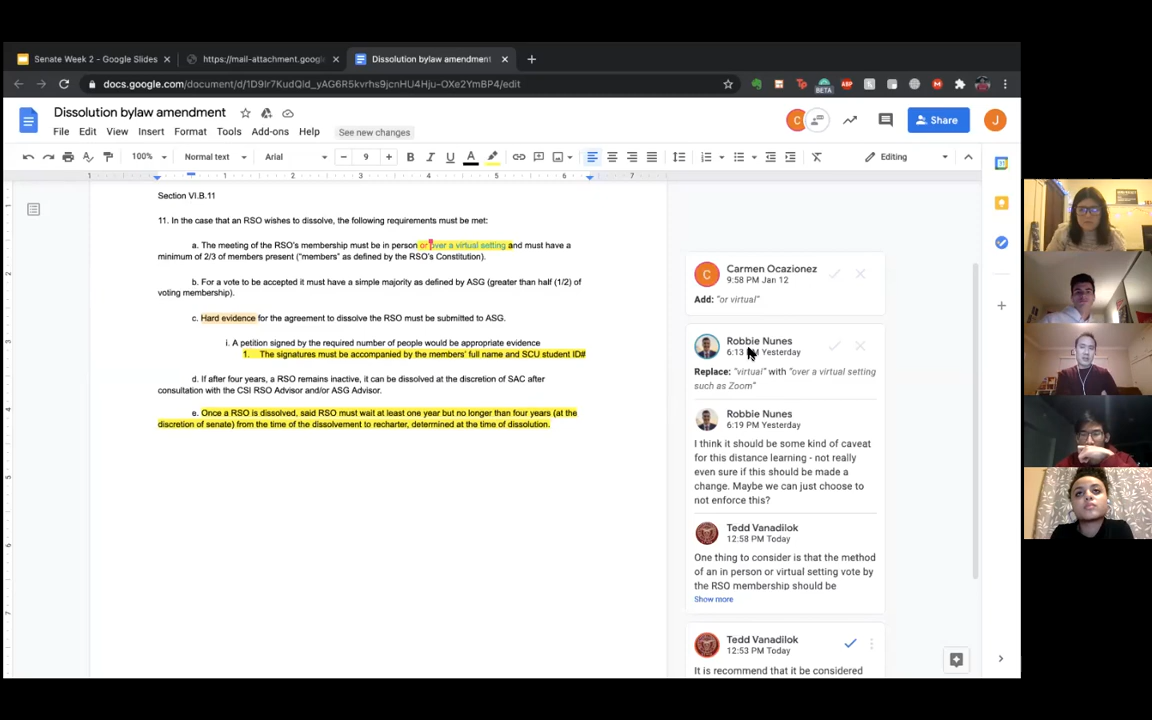 Senate Week 2 - Google Slides
https://mail-attachment.googl
Dissolution bylaw amendment
docs.google.com/document/d/1D9Ir7KudQld_yAG6R5kvrhs9jcnHU4Hju-OXe2YmBP4/edit
BETA
ABP
Dissolution bylaw amendment
C
Share
J
File Edit View Insert Format Tools Add-ons Help See new changes
100% Normal text Arial 9 B I U A Editing
1 1 2 3 4 5 6 7
Section VI.B.11
11. In the case that an RSO wishes to dissolve, the following requirements must be met:
a. The meeting of the RSO's membership must be in person or over a virtual setting and must have a
minimum of 2/3 of members present ("members" as defined by the RSO's Constitution).
b. For a vote to be accepted it must have a simple majority as defined by ASG (greater than half (1/2) of
voting membership).
c. Hard evidence for the agreement to dissolve the RSO must be submitted to ASG.
i. A petition signed by the required number of people would be appropriate evidence
1. The signatures must be accompanied by the members' full name and SCU student ID#
d. If after four years, a RSO remains inactive, it can be dissolved at the discretion of SAC after
consultation with the CSI RSO Advisor and/or ASG Advisor.
e. Once a RSO is dissolved, said RSO must wait at least one year but no longer than four years (at the
discretion of senate) from the time of the dissolvement to recharter, determined at the time of dissolution.
C
Carmen Ocazionez
9:58 PM Jan 12
Add: "or virtual"
Robbie Nunes
6:13 PM Yesterday
Replace: "virtual" with "over a virtual setting
such as Zoom"
Robbie Nunes
6:19 PM Yesterday
I think it should be some kind of caveat
for this distance learning - not really
even sure if this should be made a
change. Maybe we can just choose to
not enforce this?
Tedd Vanadilok
12:58 PM Today
One thing to consider is that the method
of an in person or virtual setting vote by
the RSO membership should be
Show more
Tedd Vanadilok
12:53 PM Today
It is recommend that it be considered